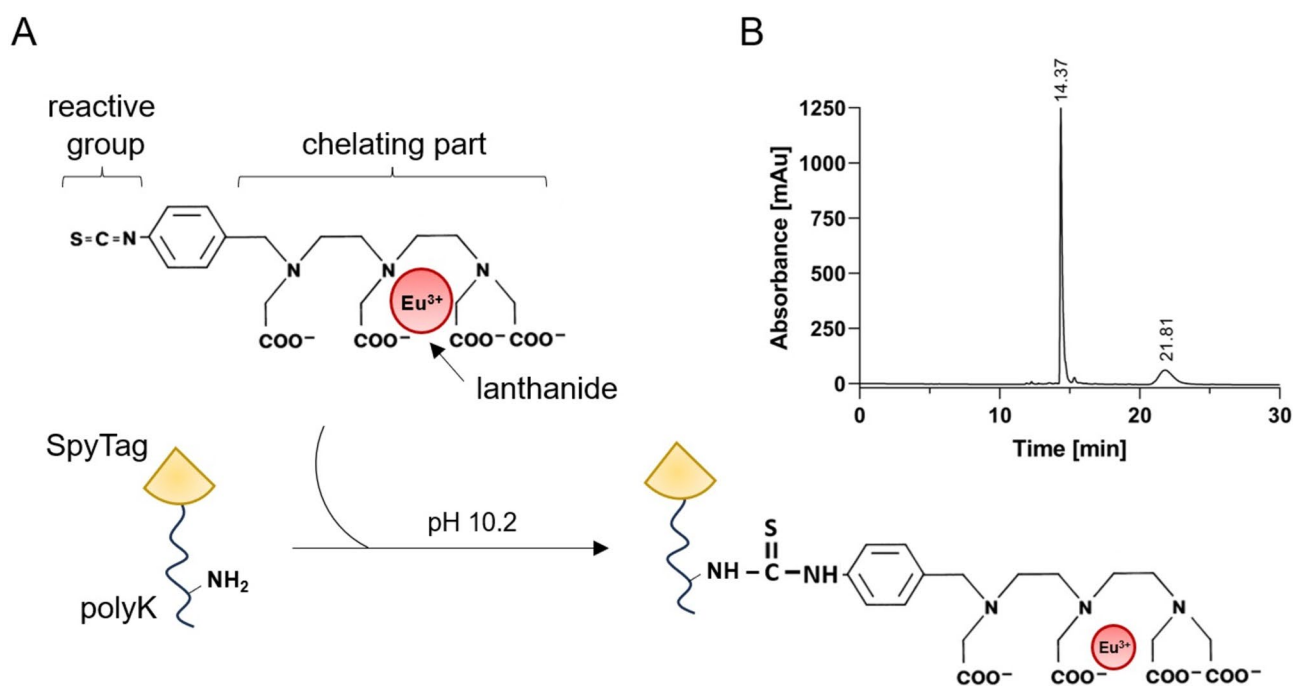 A
reactive
group
chelating part
S=C=N
N
N
N
Eu³⁺
COO⁻
COO⁻
COO⁻
COO⁻
lanthanide
SpyTag
NH₂
polyK
pH 10.2
B
14.37
21.81
1250
1000
750
500
250
0
Absorbance [mAu]
0
10
20
30
Time [min]
S
NH–C–NH
N
N
N
Eu³⁺
COO⁻
COO⁻
COO⁻
COO⁻